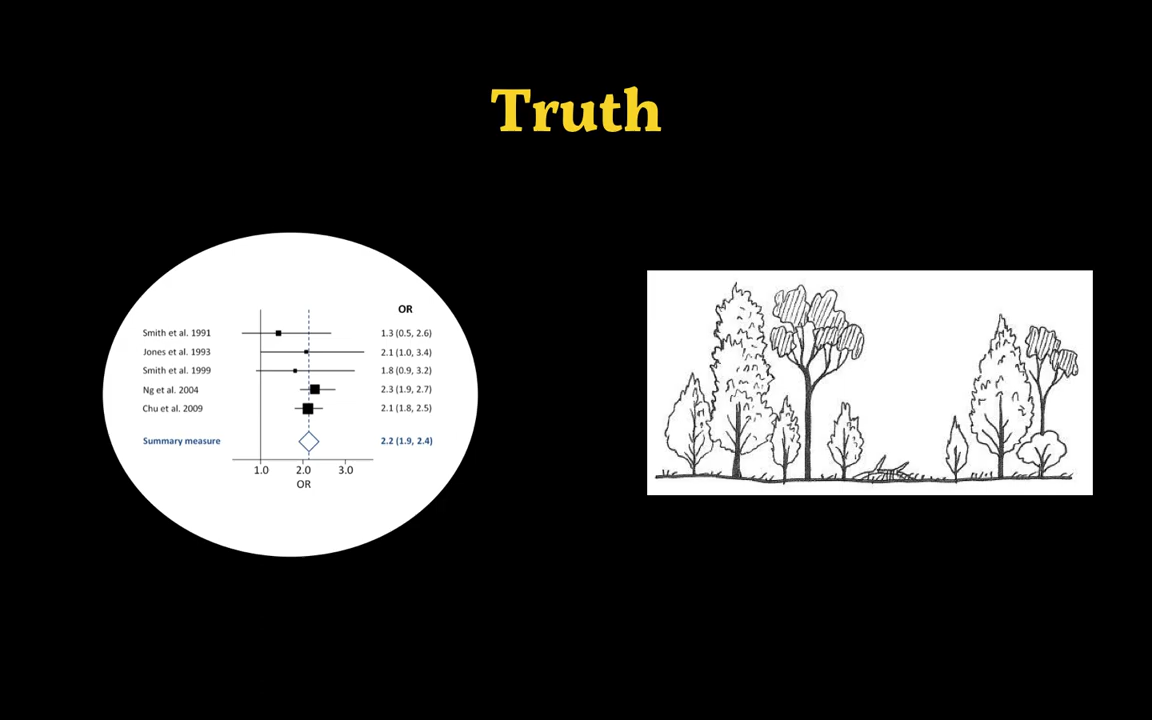 Truth
OR
Smith et al. 1991 1.3 (0.5, 2.6)
Jones et al. 1993 2.1 (1.0, 3.4)
Smith et al. 1999 1.8 (0.9, 3.2)
Ng et al. 2004 2.3 (1.9, 2.7)
Chu et al. 2009 2.1 (1.8, 2.5)
Summary measure 2.2 (1.9, 2.4)
1.0 2.0 3.0
OR